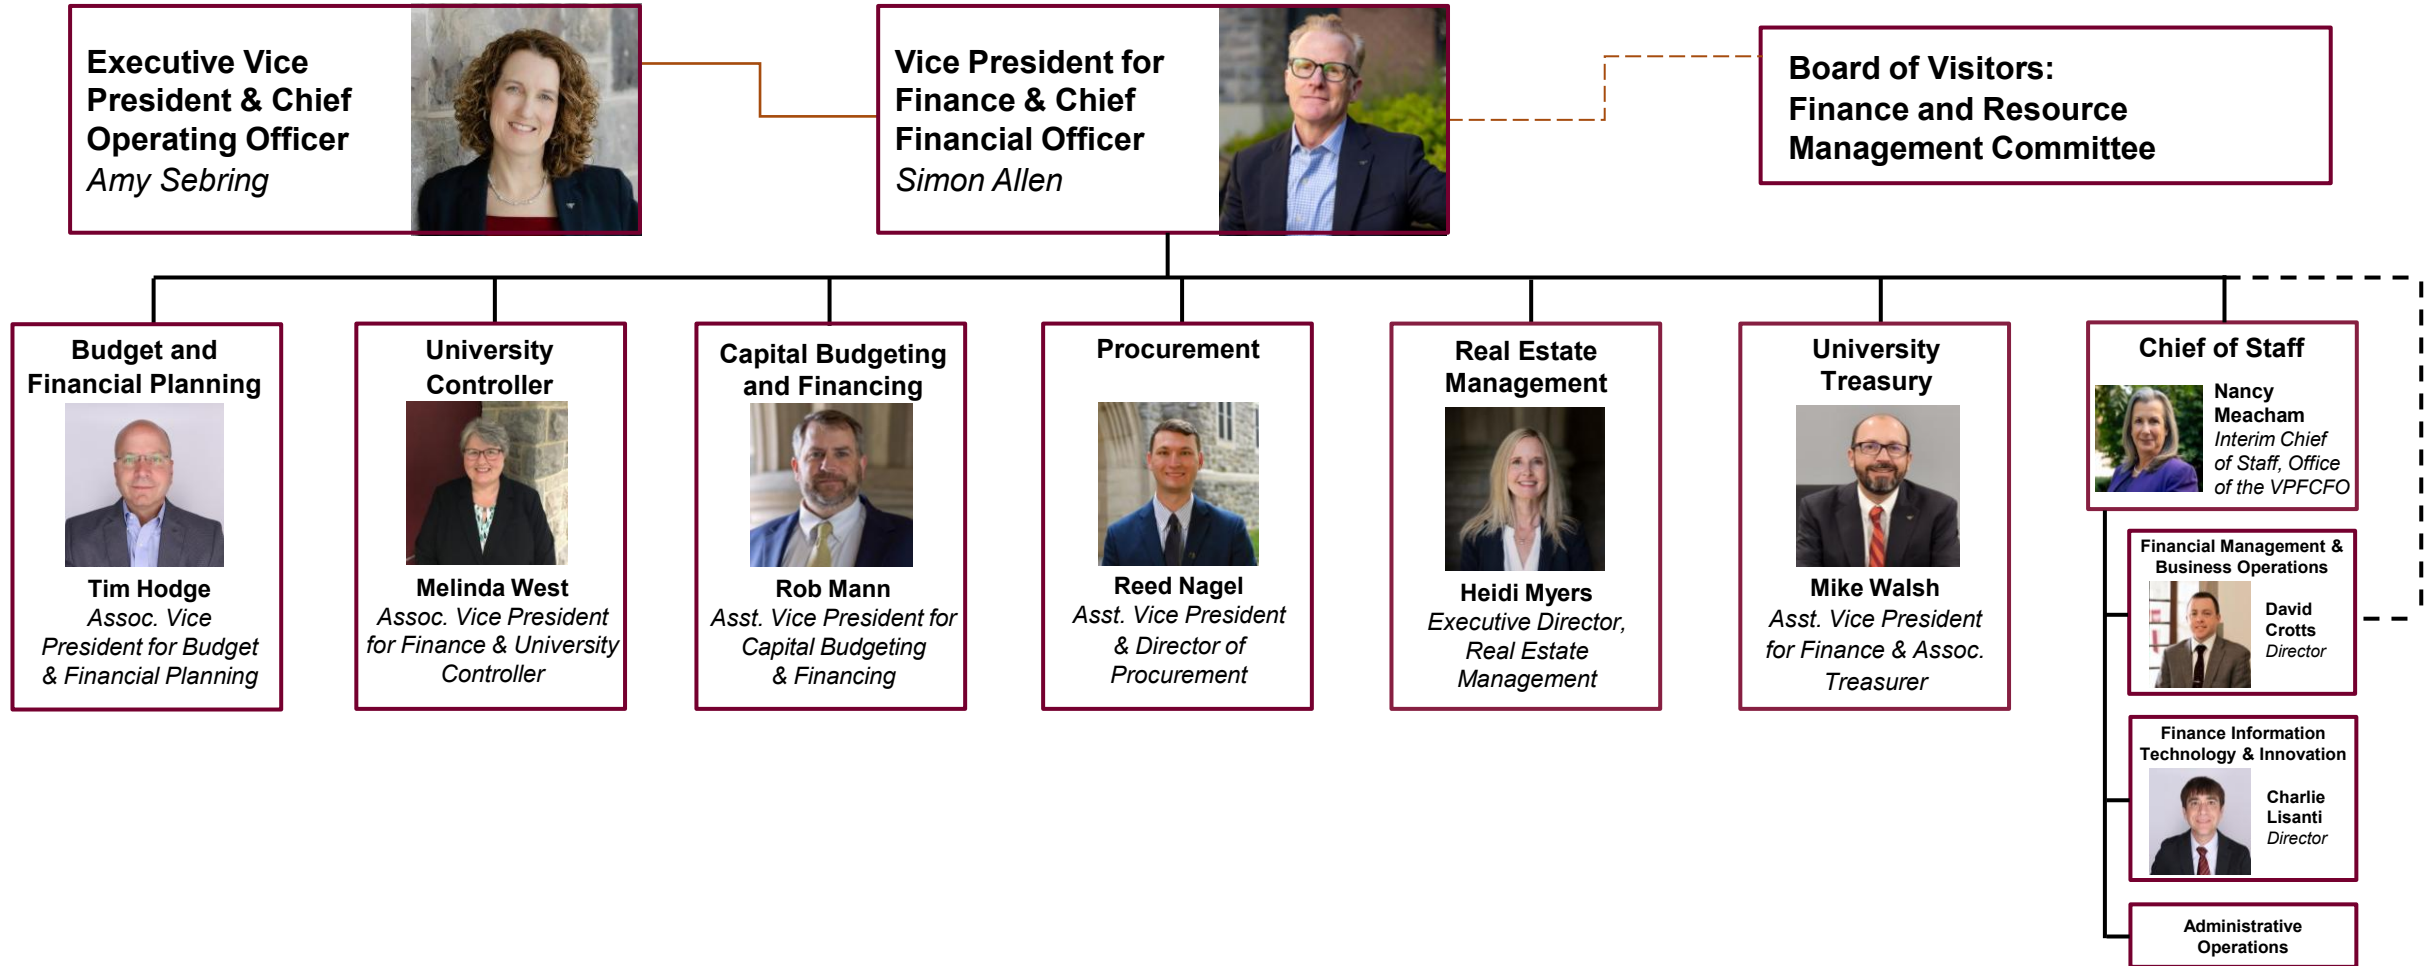 Executive Vice
President & Chief
Operating Officer
Amy Sebring
Vice President for
Finance & Chief
Financial Officer
Simon Allen
Board of Visitors:
Finance and Resource
Management Committee
Budget and
Financial Planning
Tim Hodge
Assoc. Vice
President for Budget
& Financial Planning
University
Controller
Melinda West
Assoc. Vice President
for Finance & University
Controller
Capital Budgeting
and Financing
Rob Mann
Asst. Vice President for
Capital Budgeting
& Financing
Procurement
Reed Nagel
Asst. Vice President
& Director of
Procurement
Real Estate
Management
Heidi Myers
Executive Director,
Real Estate
Management
University
Treasury
Mike Walsh
Asst. Vice President
for Finance & Assoc.
Treasurer
Chief of Staff
Nancy
Meacham
Interim Chief
of Staff, Office
of the VPFCFO
Financial Management &
Business Operations
David
Crotts
Director
Finance Information
Technology & Innovation
Charlie
Lisanti
Director
Administrative
Operations